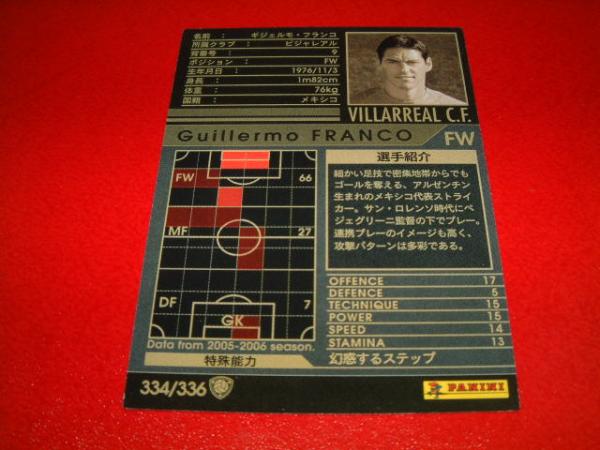 名前 : ギジェルモ・フランコ
所属クラブ : ビジャレアル
背番号 : 9
ポジション : FW
生年月日 : 1976/11/3
身長 : 1m82cm
体重 : 76kg
国籍 : メキシコ
VILLARREAL C.F.
Guillermo FRANCO FW
FW 66
MF 27
DF 7
GK
Data from 2005-2006 season.
選手紹介
細かい足技で密集地帯からでも
ゴールを奪える、アルゼンチン
生まれのメキシコ代表ストライ
カー。サン・ロレンソ時代にペ
ジェグリーニ監督の下でプレー。
連携プレーのイメージも高く、
攻撃パターンは多彩である。
OFFENCE 17
DEFENCE 5
TECHNIQUE 15
POWER 15
SPEED 14
STAMINA 13
特殊能力 幻惑するステップ
334/336
PANINI